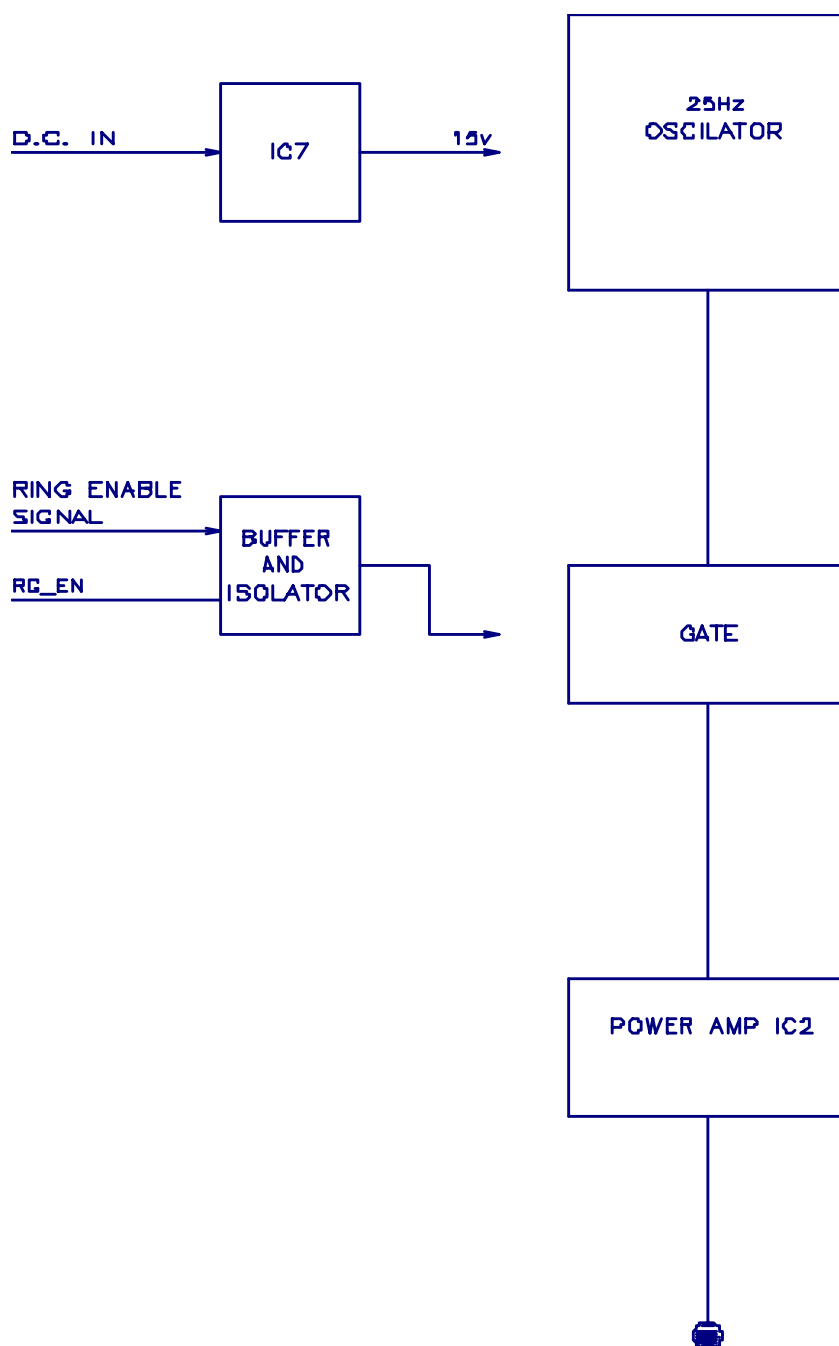 25Hz
OSCILATOR
D.C. IN
IC7
15v
RING ENABLE
SIGNAL
BUFFER
AND
ISOLATOR
RG_EN
GATE
POWER AMP IC2